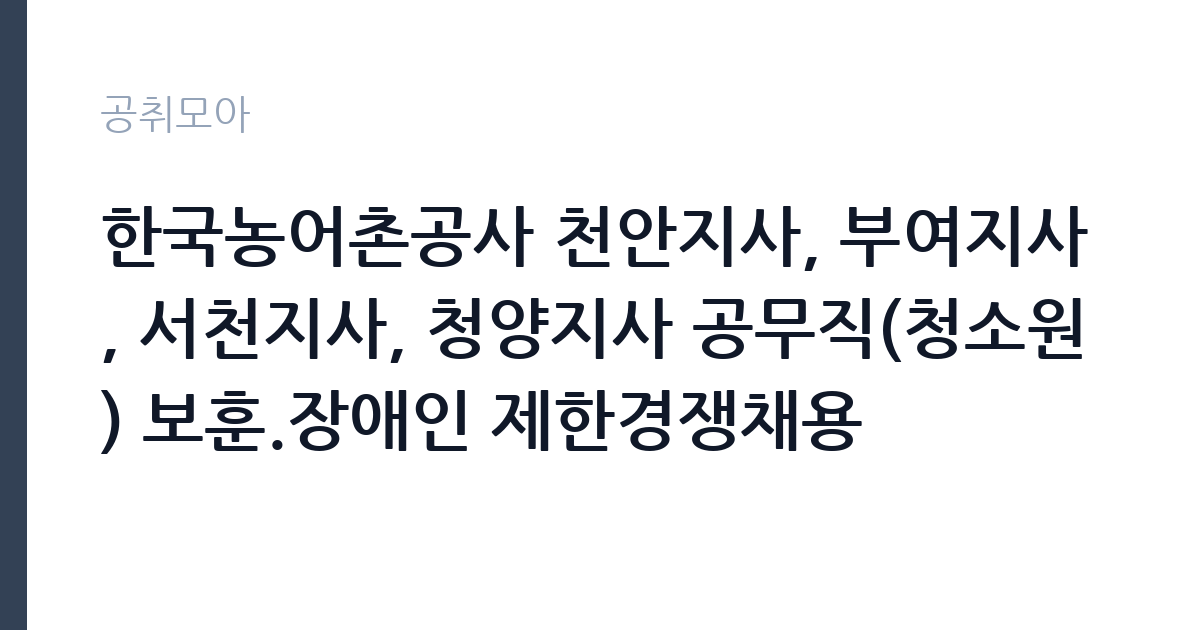 공취모아
한국농어촌공사 천안지사, 부여지사
, 서천지사, 청양지사 공무직(청소원
) 보훈.장애인 제한경쟁채용